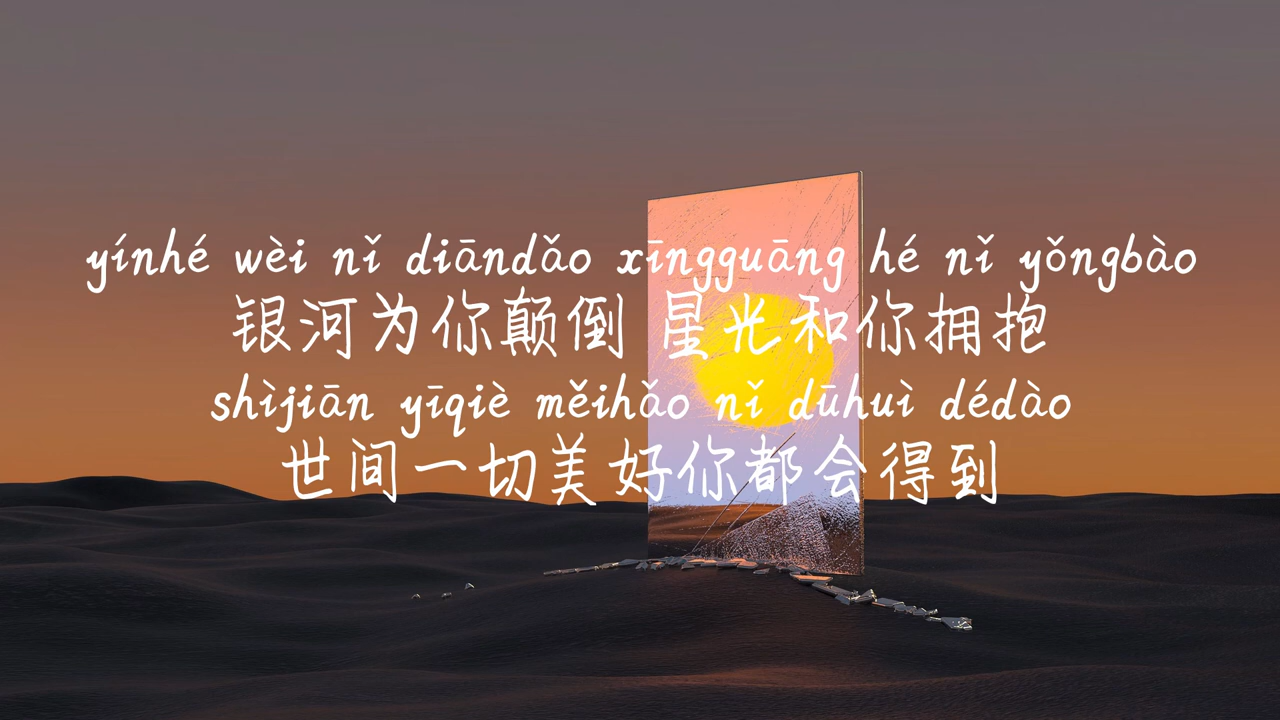 yínhé wèi nǐ diāndǎo xīngguāng hé nǐ yǒngbào
银河为你颠倒 星光和你拥抱
shìjiān yīqiè měihǎo nǐ dūhuì dédào
世间一切美好你都会得到